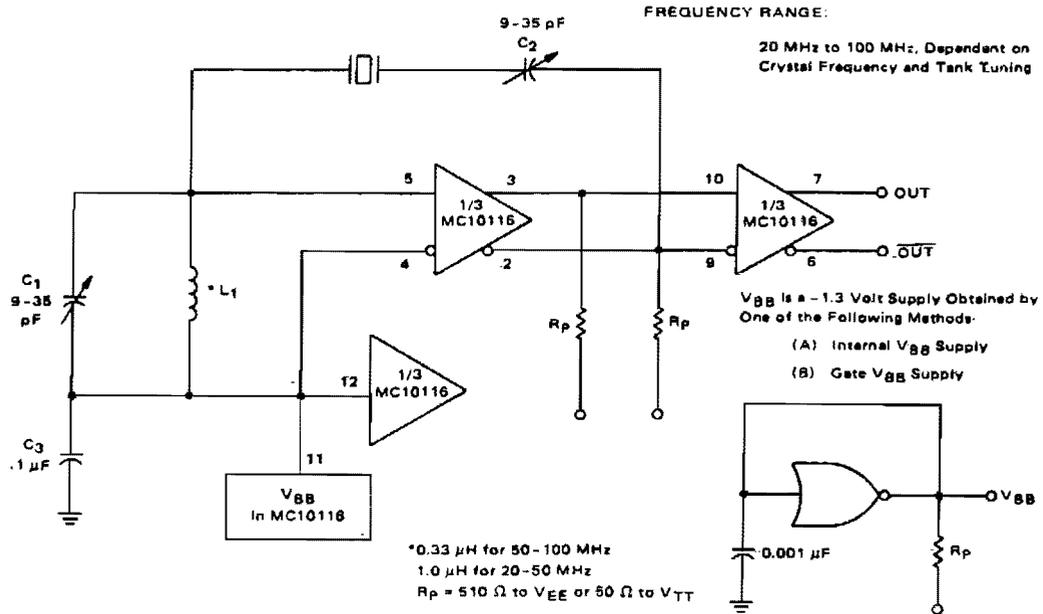 FREQUENCY RANGE:
20 MHz to 100 MHz, Dependent on
Crystal Frequency and Tank Tuning
9–35 pF
C2
5
3
10
7
OUT
1/3
MC10116
1/3
MC10116
4
2
9
6
OUT
C1
9–35
pF
*L1
RP
RP
VBB is a –1.3 Volt Supply Obtained by
One of the Following Methods·
(A) Internal VBB Supply
(B) Gate VBB Supply
12
1/3
MC10116
C3
.1 µF
11
VBB
In MC10116
VBB
0.001 µF
RP
*0.33 µH for 50–100 MHz
1.0 µH for 20–50 MHz
RP = 510 Ω to VEE or 50 Ω to VTT